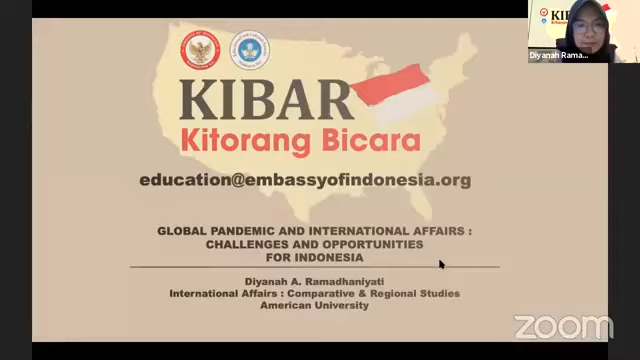 KIBAR
Kitorang Bicara
education@embassyofindonesia.org
GLOBAL PANDEMIC AND INTERNATIONAL AFFAIRS :
CHALLENGES AND OPPORTUNITIES
FOR INDONESIA
Diyanah A. Ramadhaniyati
International Affairs : Comparative & Regional Studies
American University
Diyanah Rama...
zoom